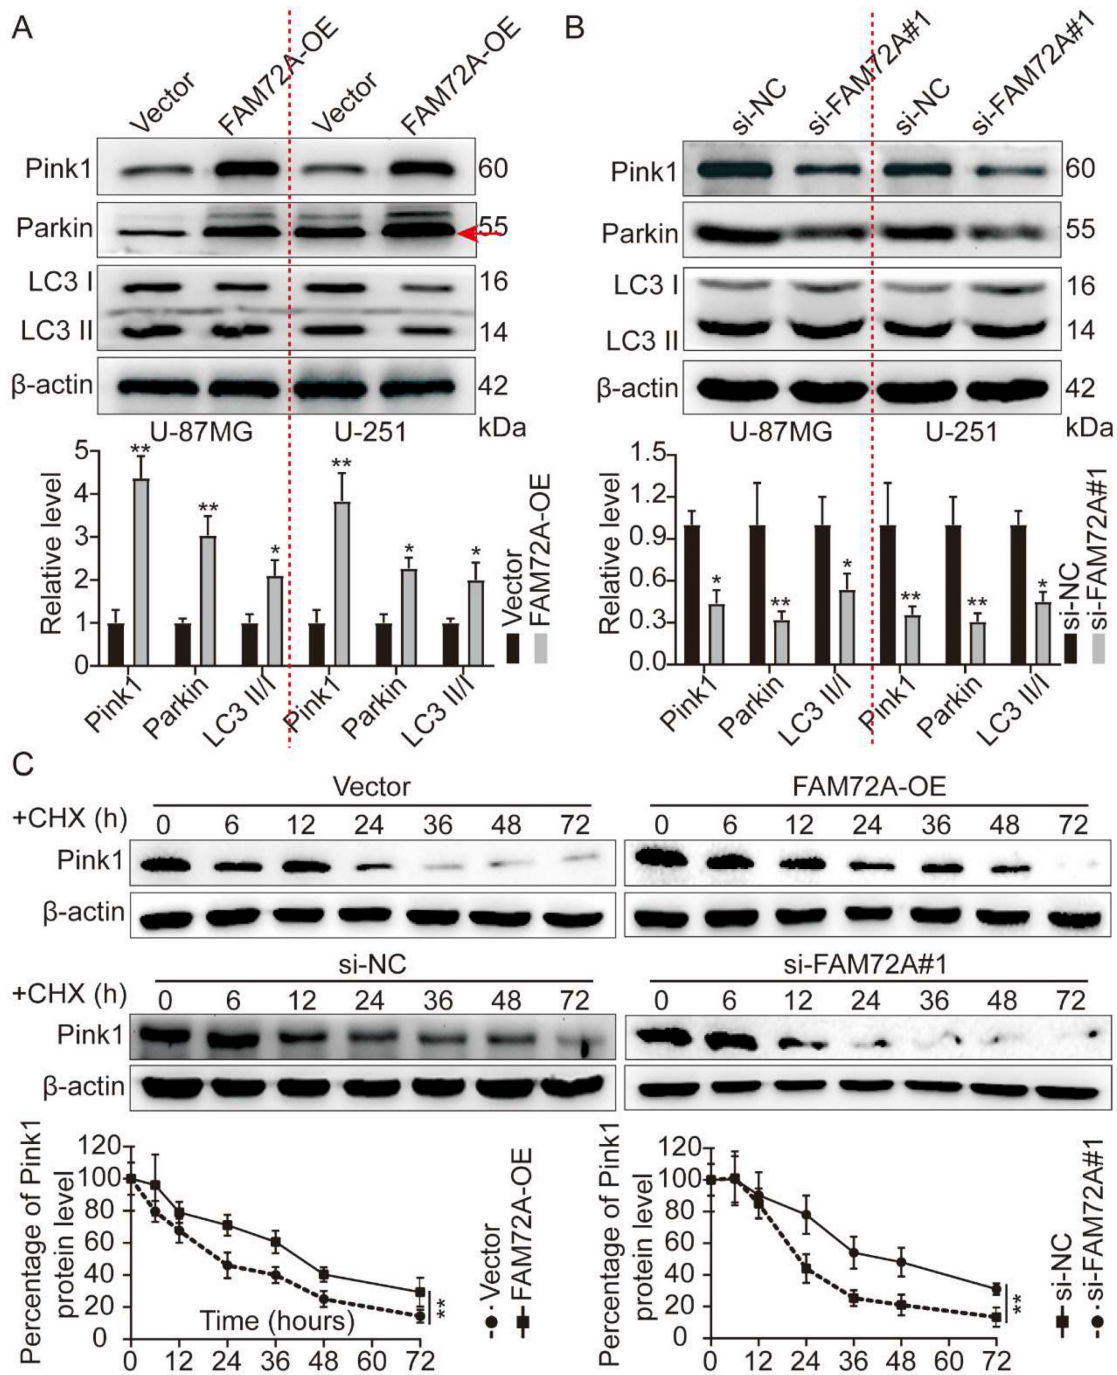 A
Vector
FAM72A-OE
Vector
FAM72A-OE
Pink1
60
Parkin
55
LC3 I
16
LC3 II
14
β-actin
42
U-87MG
U-251
kDa
Relative level
5
4
3
2
1
0
**
**
*
**
*
*
Pink1
Parkin
LC3 II/I
Pink1
Parkin
LC3 II/I
Vector
FAM72A-OE
B
si-NC
si-FAM72A#1
si-NC
si-FAM72A#1
Pink1
60
Parkin
55
LC3 I
16
LC3 II
14
β-actin
42
U-87MG
U-251
kDa
Relative level
1.5
1.2
0.9
0.6
0.3
0.0
*
**
*
**
**
*
Pink1
Parkin
LC3 II/I
Pink1
Parkin
LC3 II/I
si-NC
si-FAM72A#1
C
Vector
+CHX (h) 0 6 12 24 36 48 72
Pink1
β-actin
FAM72A-OE
0 6 12 24 36 48 72
si-NC
+CHX (h) 0 6 12 24 36 48 72
Pink1
β-actin
si-FAM72A#1
0 6 12 24 36 48 72
Percentage of Pink1
protein level
120
100
80
60
40
20
0
Time (hours)
0 12 24 36 48 60 72
**
Vector
FAM72A-OE
Percentage of Pink1
protein level
120
100
80
60
40
20
0
0 12 24 36 48 60 72
**
si-NC
si-FAM72A#1